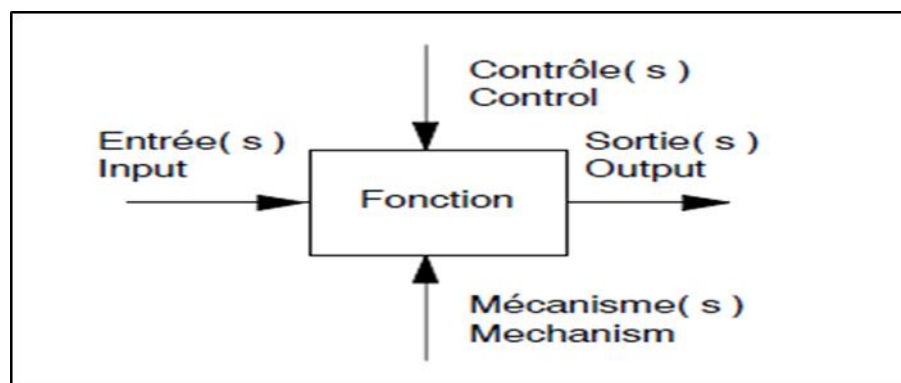 Contrôle( s )
Control
Entrée( s )
Input
Sortie( s )
Output
Fonction
Mécanisme( s )
Mechanism